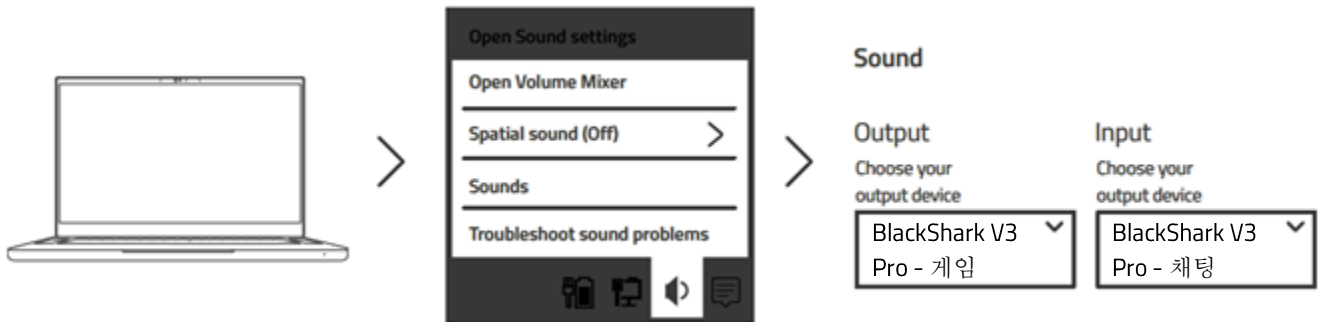 Open Sound settings
Open Volume Mixer
Spatial sound (Off)
Sounds
Troubleshoot sound problems
Sound
Output
Choose your
output device
BlackShark V3
Pro - 게임
Input
Choose your
output device
BlackShark V3
Pro - 채팅